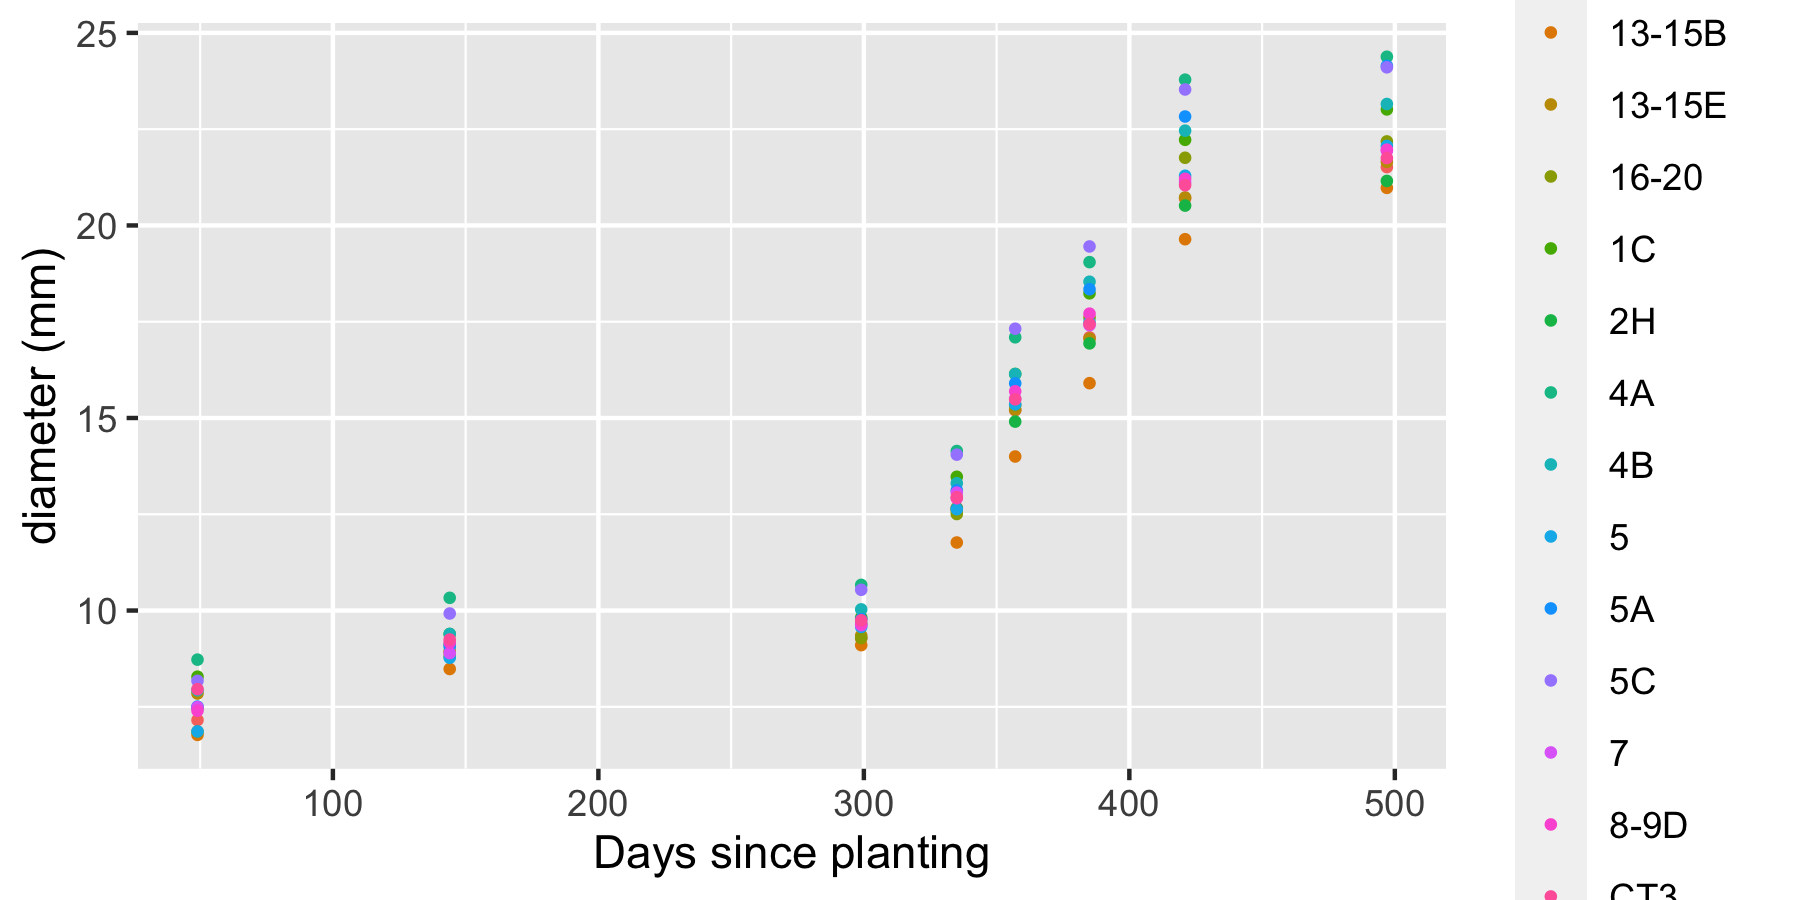 25
20
15
10
diameter (mm)
100 200 300 400 500
Days since planting
13-15B
13-15E
16-20
1C
2H
4A
4B
5
5A
5C
7
8-9D
CT3